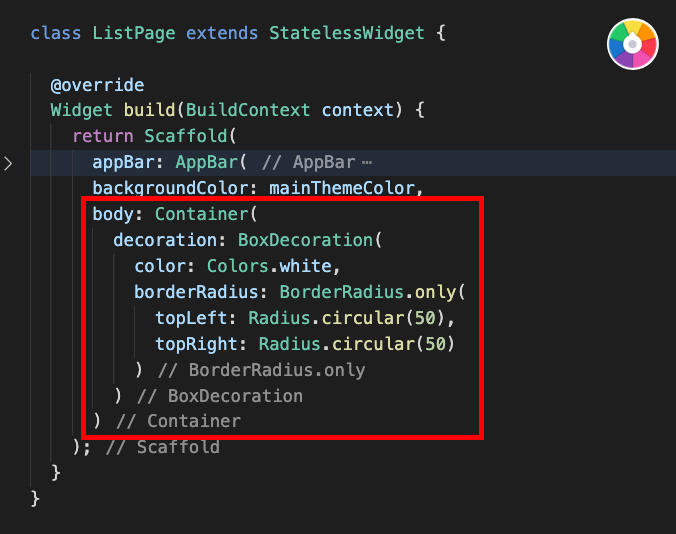 class ListPage extends StatelessWidget {
@override
Widget build(BuildContext context) {
return Scaffold(
appBar: AppBar( // AppBar ⋯
backgroundColor: mainThemeColor,
body: Container(
decoration: BoxDecoration(
color: Colors.white,
borderRadius: BorderRadius.only(
topLeft: Radius.circular(50),
topRight: Radius.circular(50)
) // BorderRadius.only
) // BoxDecoration
) // Container
); // Scaffold
}
}